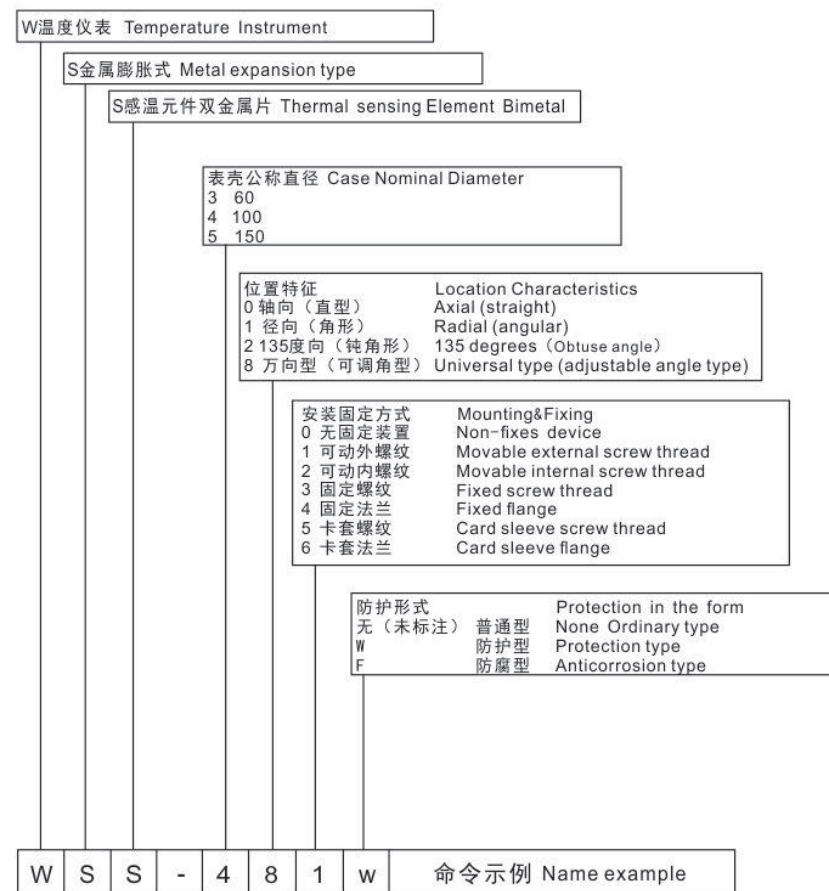 W温度仪表 Temperature Instrument
S金属膨胀式 Metal expansion type
S感温元件双金属片 Thermal sensing Element Bimetal
表壳公称直径 Case Nominal Diameter
3 60
4 100
5 150
位置特征 Location Characteristics
0 轴向（直型） Axial (straight)
1 径向（角形） Radial (angular)
2 135度向（钝角形） 135 degrees（Obtuse angle）
8 万向型（可调角型） Universal type (adjustable angle type)
安装固定方式 Mounting&Fixing
0 无固定装置 Non-fixes device
1 可动外螺纹 Movable external screw thread
2 可动内螺纹 Movable internal screw thread
3 固定螺纹 Fixed screw thread
4 固定法兰 Fixed flange
5 卡套螺纹 Card sleeve screw thread
6 卡套法兰 Card sleeve flange
防护形式 Protection in the form
无（未标注） 普通型 None Ordinary type
W 防护型 Protection type
F 防腐型 Anticorrosion type
W S S - 4 8 1 w 命令示例 Name example